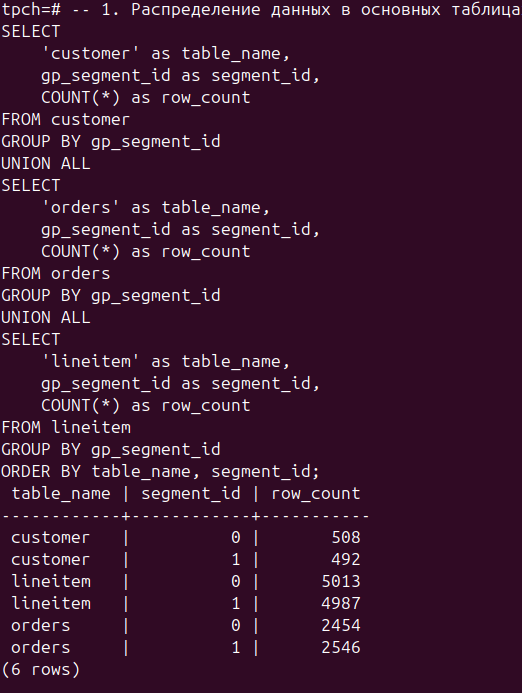 tpch=# -- 1. Распределение данных в основных таблица
SELECT
    'customer' as table_name,
    gp_segment_id as segment_id,
    COUNT(*) as row_count
FROM customer
GROUP BY gp_segment_id
UNION ALL
SELECT
    'orders' as table_name,
    gp_segment_id as segment_id,
    COUNT(*) as row_count
FROM orders
GROUP BY gp_segment_id
UNION ALL
SELECT
    'lineitem' as table_name,
    gp_segment_id as segment_id,
    COUNT(*) as row_count
FROM lineitem
GROUP BY gp_segment_id
ORDER BY table_name, segment_id;
 table_name | segment_id | row_count
------------+------------+-----------
 customer   |          0 |       508
 customer   |          1 |       492
 lineitem   |          0 |      5013
 lineitem   |          1 |      4987
 orders     |          0 |      2454
 orders     |          1 |      2546
(6 rows)